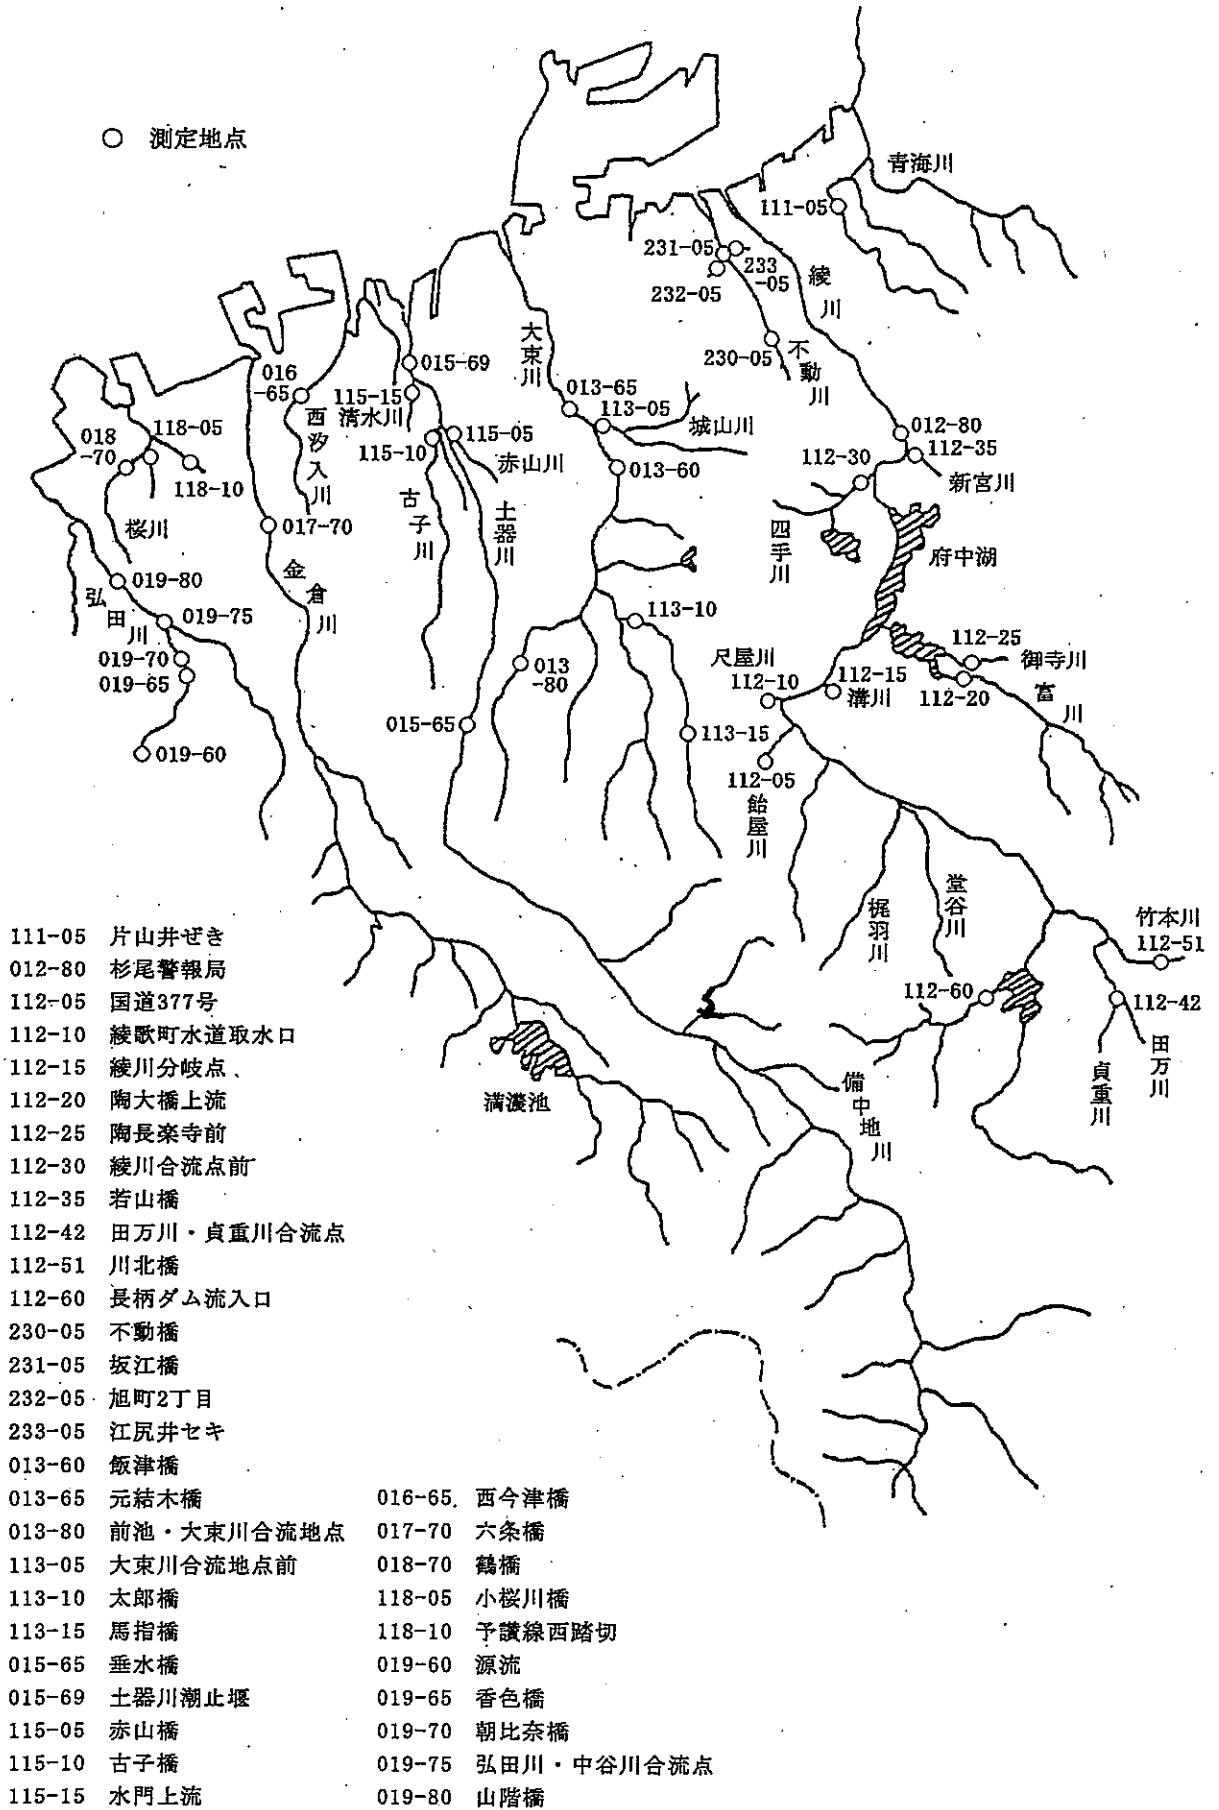 ○ 測定地点
青海川
111-05
231-05
233
-05
232-05
綾川
大束川
不動川
230-05
015-69
016
-65
115-15
清水川
013-65
113-05
城山川
118-05
018
-70
西汐入川
115-05
115-10
赤山川
012-80
112-35
112-30
新宮川
013-60
118-10
桜川
017-70
古子川
土器川
四手川
府中湖
019-80
金倉川
弘田川
019-75
113-10
019-70
019-65
013
-80
尺屋川
112-10
112-15
溝川
112-25
御寺川
112-20
富川
015-65
113-15
019-60
112-05
飴屋川
梶羽川
堂谷川
竹本川
112-51
112-60
112-42
田万川
貞重川
満濃池
備中地川
111-05 片山井ぜき
012-80 杉尾警報局
112-05 国道377号
112-10 綾歌町水道取水口
112-15 綾川分岐点
112-20 陶大橋上流
112-25 陶長楽寺前
112-30 綾川合流点前
112-35 若山橋
112-42 田万川・貞重川合流点
112-51 川北橋
112-60 長柄ダム流入口
230-05 不動橋
231-05 坂江橋
232-05 旭町2丁目
233-05 江尻井セキ
013-60 飯津橋
013-65 元結木橋
013-80 前池・大束川合流地点
113-05 大束川合流地点前
113-10 太郎橋
113-15 馬指橋
015-65 垂水橋
015-69 土器川潮止堰
115-05 赤山橋
115-10 古子橋
115-15 水門上流
016-65 西今津橋
017-70 六条橋
018-70 鶴橋
118-05 小桜川橋
118-10 予讃線西踏切
019-60 源流
019-65 香色橋
019-70 朝比奈橋
019-75 弘田川・中谷川合流点
019-80 山階橋